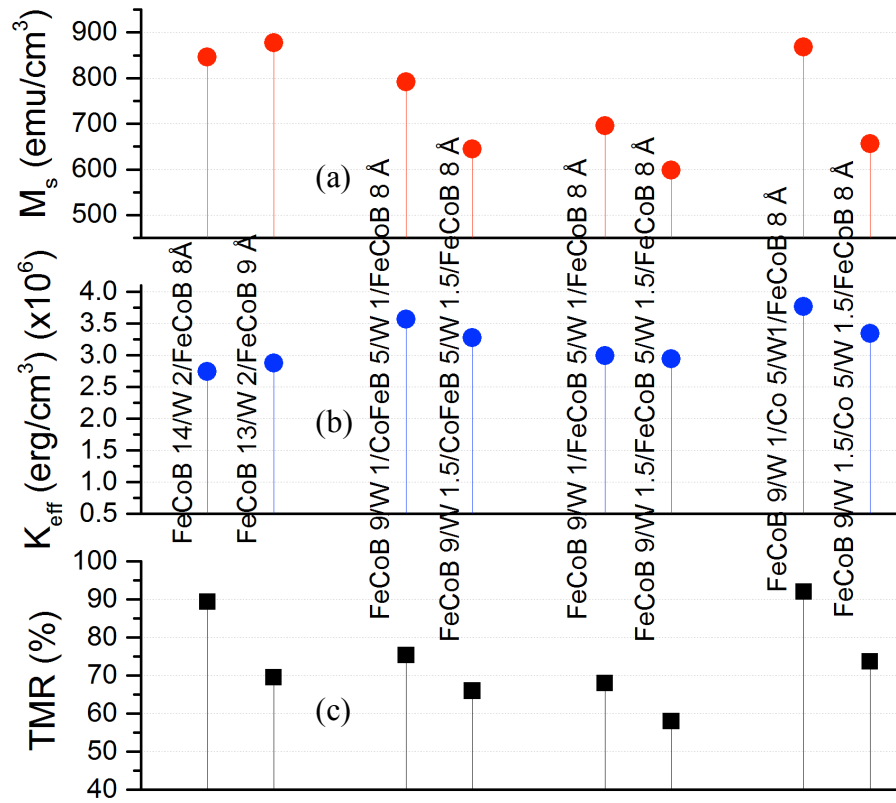 900
800
700
600
500
M_s (emu/cm^3)
(a)
4.0
3.5
3.0
2.5
2.0
1.5
1.0
0.5
K_eff (erg/cm^3) (x10^6)
(b)
FeCoB 14/W 2/FeCoB 8Å
FeCoB 13/W 2/FeCoB 9 Å
FeCoB 9/W 1/CoFeB 5/W 1/FeCoB 8 Å
FeCoB 9/W 1.5/CoFeB 5/W 1.5/FeCoB 8 Å
FeCoB 9/W 1/FeCoB 5/W 1/FeCoB 8 Å
FeCoB 9/W 1.5/FeCoB 5/W 1.5/FeCoB 8 Å
FeCoB 9/W 1/Co 5/W1/FeCoB 8 Å
FeCoB 9/W 1.5/Co 5/W 1.5/FeCoB 8 Å
100
90
80
70
60
50
40
TMR (%)
(c)